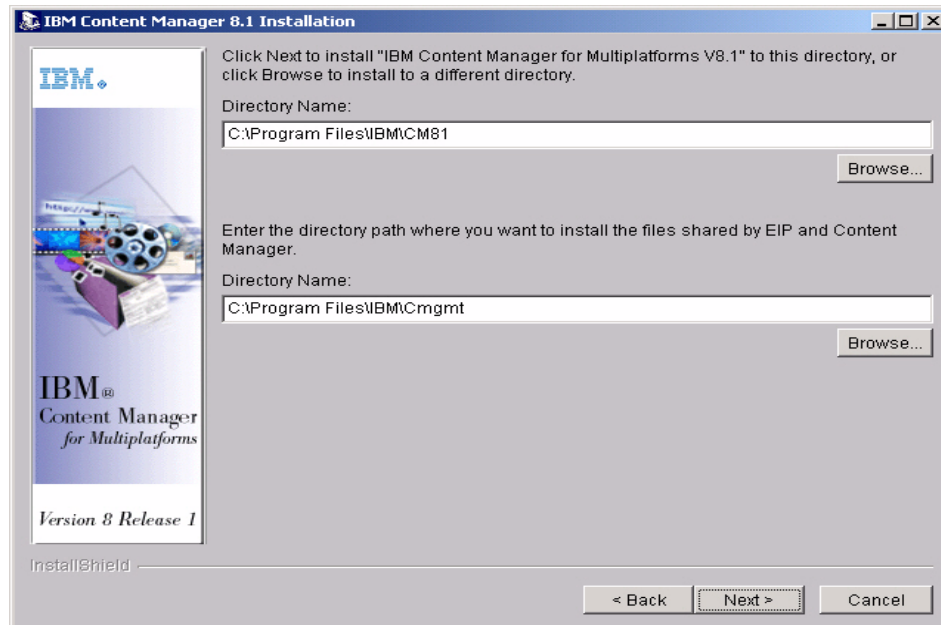 IBM Content Manager 8.1 Installation
Click Next to install "IBM Content Manager for Multiplatforms V8.1" to this directory, or
click Browse to install to a different directory.
Directory Name:
C:\Program Files\IBM\CM81
Browse...
Enter the directory path where you want to install the files shared by EIP and Content
Manager.
Directory Name:
C:\Program Files\IBM\Cmgmt
Browse...
IBM®
http://
IBM®
Content Manager
for Multiplatforms
Version 8 Release 1
InstallShield
< Back
Next >
Cancel